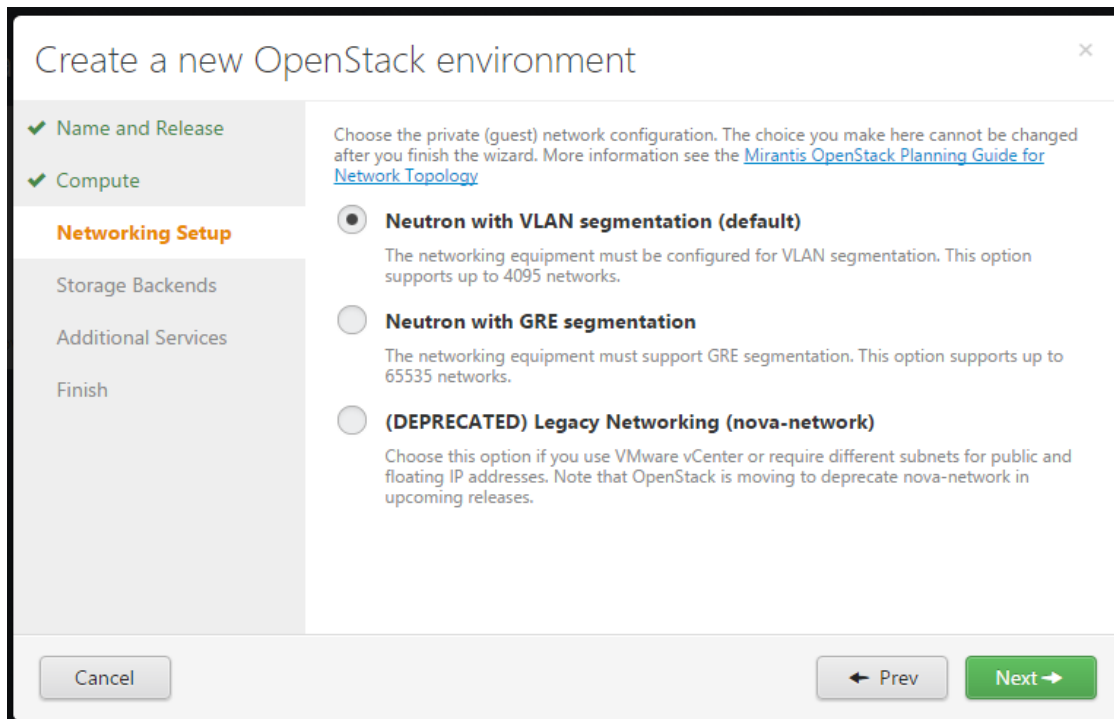 Create a new OpenStack environment
×
✔ Name and Release
✔ Compute
Networking Setup
Storage Backends
Additional Services
Finish
Choose the private (guest) network configuration. The choice you make here cannot be changed
after you finish the wizard. More information see the Mirantis OpenStack Planning Guide for
Network Topology
Neutron with VLAN segmentation (default)
The networking equipment must be configured for VLAN segmentation. This option
supports up to 4095 networks.
Neutron with GRE segmentation
The networking equipment must support GRE segmentation. This option supports up to
65535 networks.
(DEPRECATED) Legacy Networking (nova-network)
Choose this option if you use VMware vCenter or require different subnets for public and
floating IP addresses. Note that OpenStack is moving to deprecate nova-network in
upcoming releases.
Cancel
← Prev
Next →